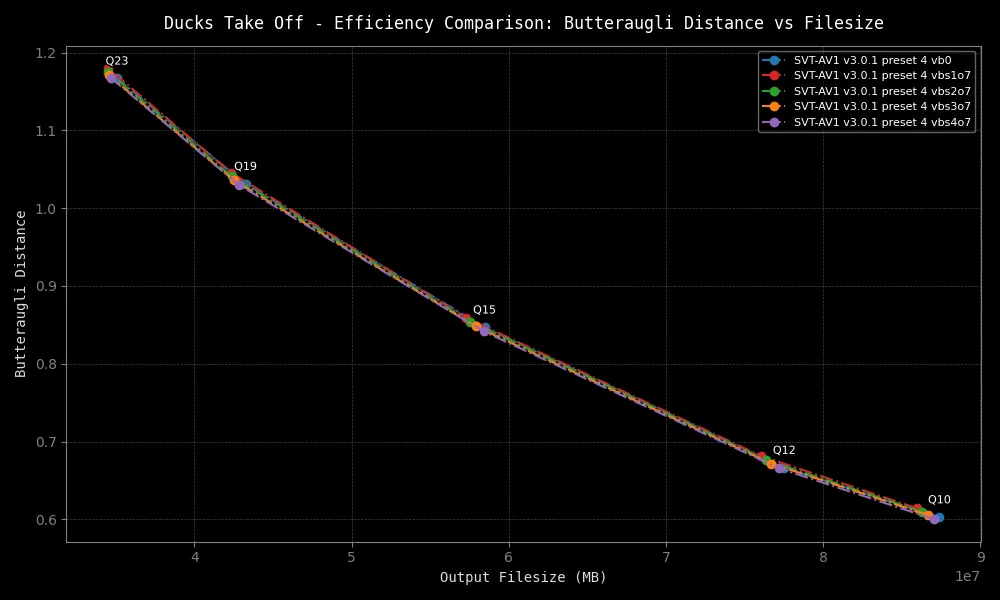 Ducks Take Off - Efficiency Comparison: Butteraugli Distance vs Filesize
1.2
1.1
1.0
0.9
0.8
0.7
0.6
Butteraugli Distance
Q23
Q19
Q15
Q12
Q10
SVT-AV1 v3.0.1 preset 4 vb0
SVT-AV1 v3.0.1 preset 4 vbs1o7
SVT-AV1 v3.0.1 preset 4 vbs2o7
SVT-AV1 v3.0.1 preset 4 vbs3o7
SVT-AV1 v3.0.1 preset 4 vbs4o7
4 5 6 7 8 9
1e7
Output Filesize (MB)